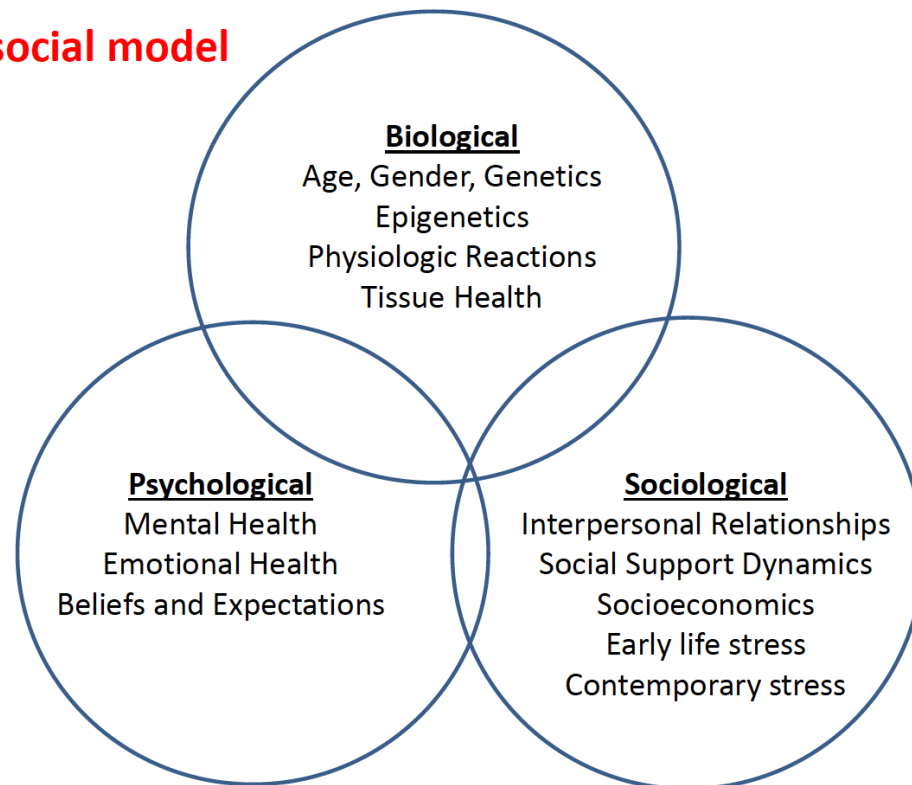 social model
Biological
Age, Gender, Genetics
Epigenetics
Physiologic Reactions
Tissue Health
Psychological
Mental Health
Emotional Health
Beliefs and Expectations
Sociological
Interpersonal Relationships
Social Support Dynamics
Socioeconomics
Early life stress
Contemporary stress